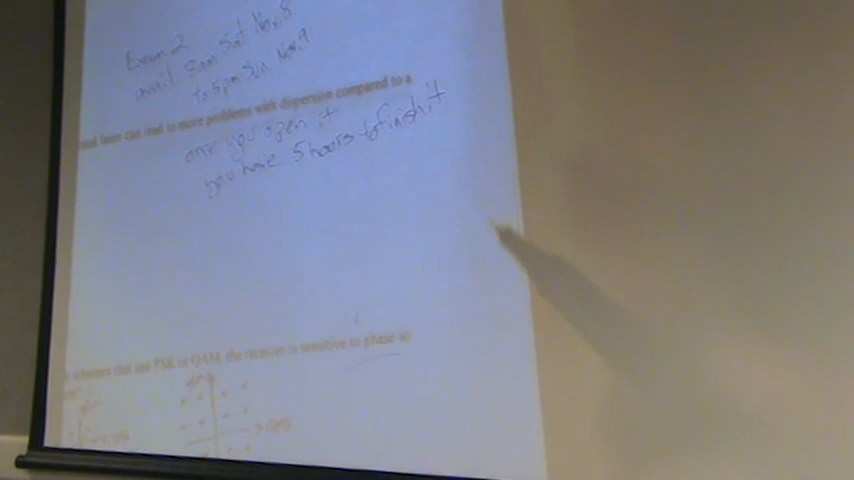 Exam 2
avail 8am Sat Nov. 8
to 5pm Sun Nov. 9
laser can lead to more problems with dispersion compared to a
once you open it
you have 5 hours to finish it
schemes that use PSK or QAM, the receiver is sensitive to phase so